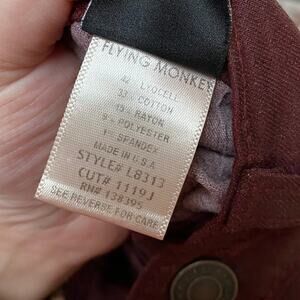 FLYING MONKEY
42% LYOCELL
33% COTTON
15% RAYON
9% POLYESTER
1% SPANDEX
MADE IN U.S.A
STYLE# L8313
CUT# 1119J
RN# 138395
SEE REVERSE FOR CARE